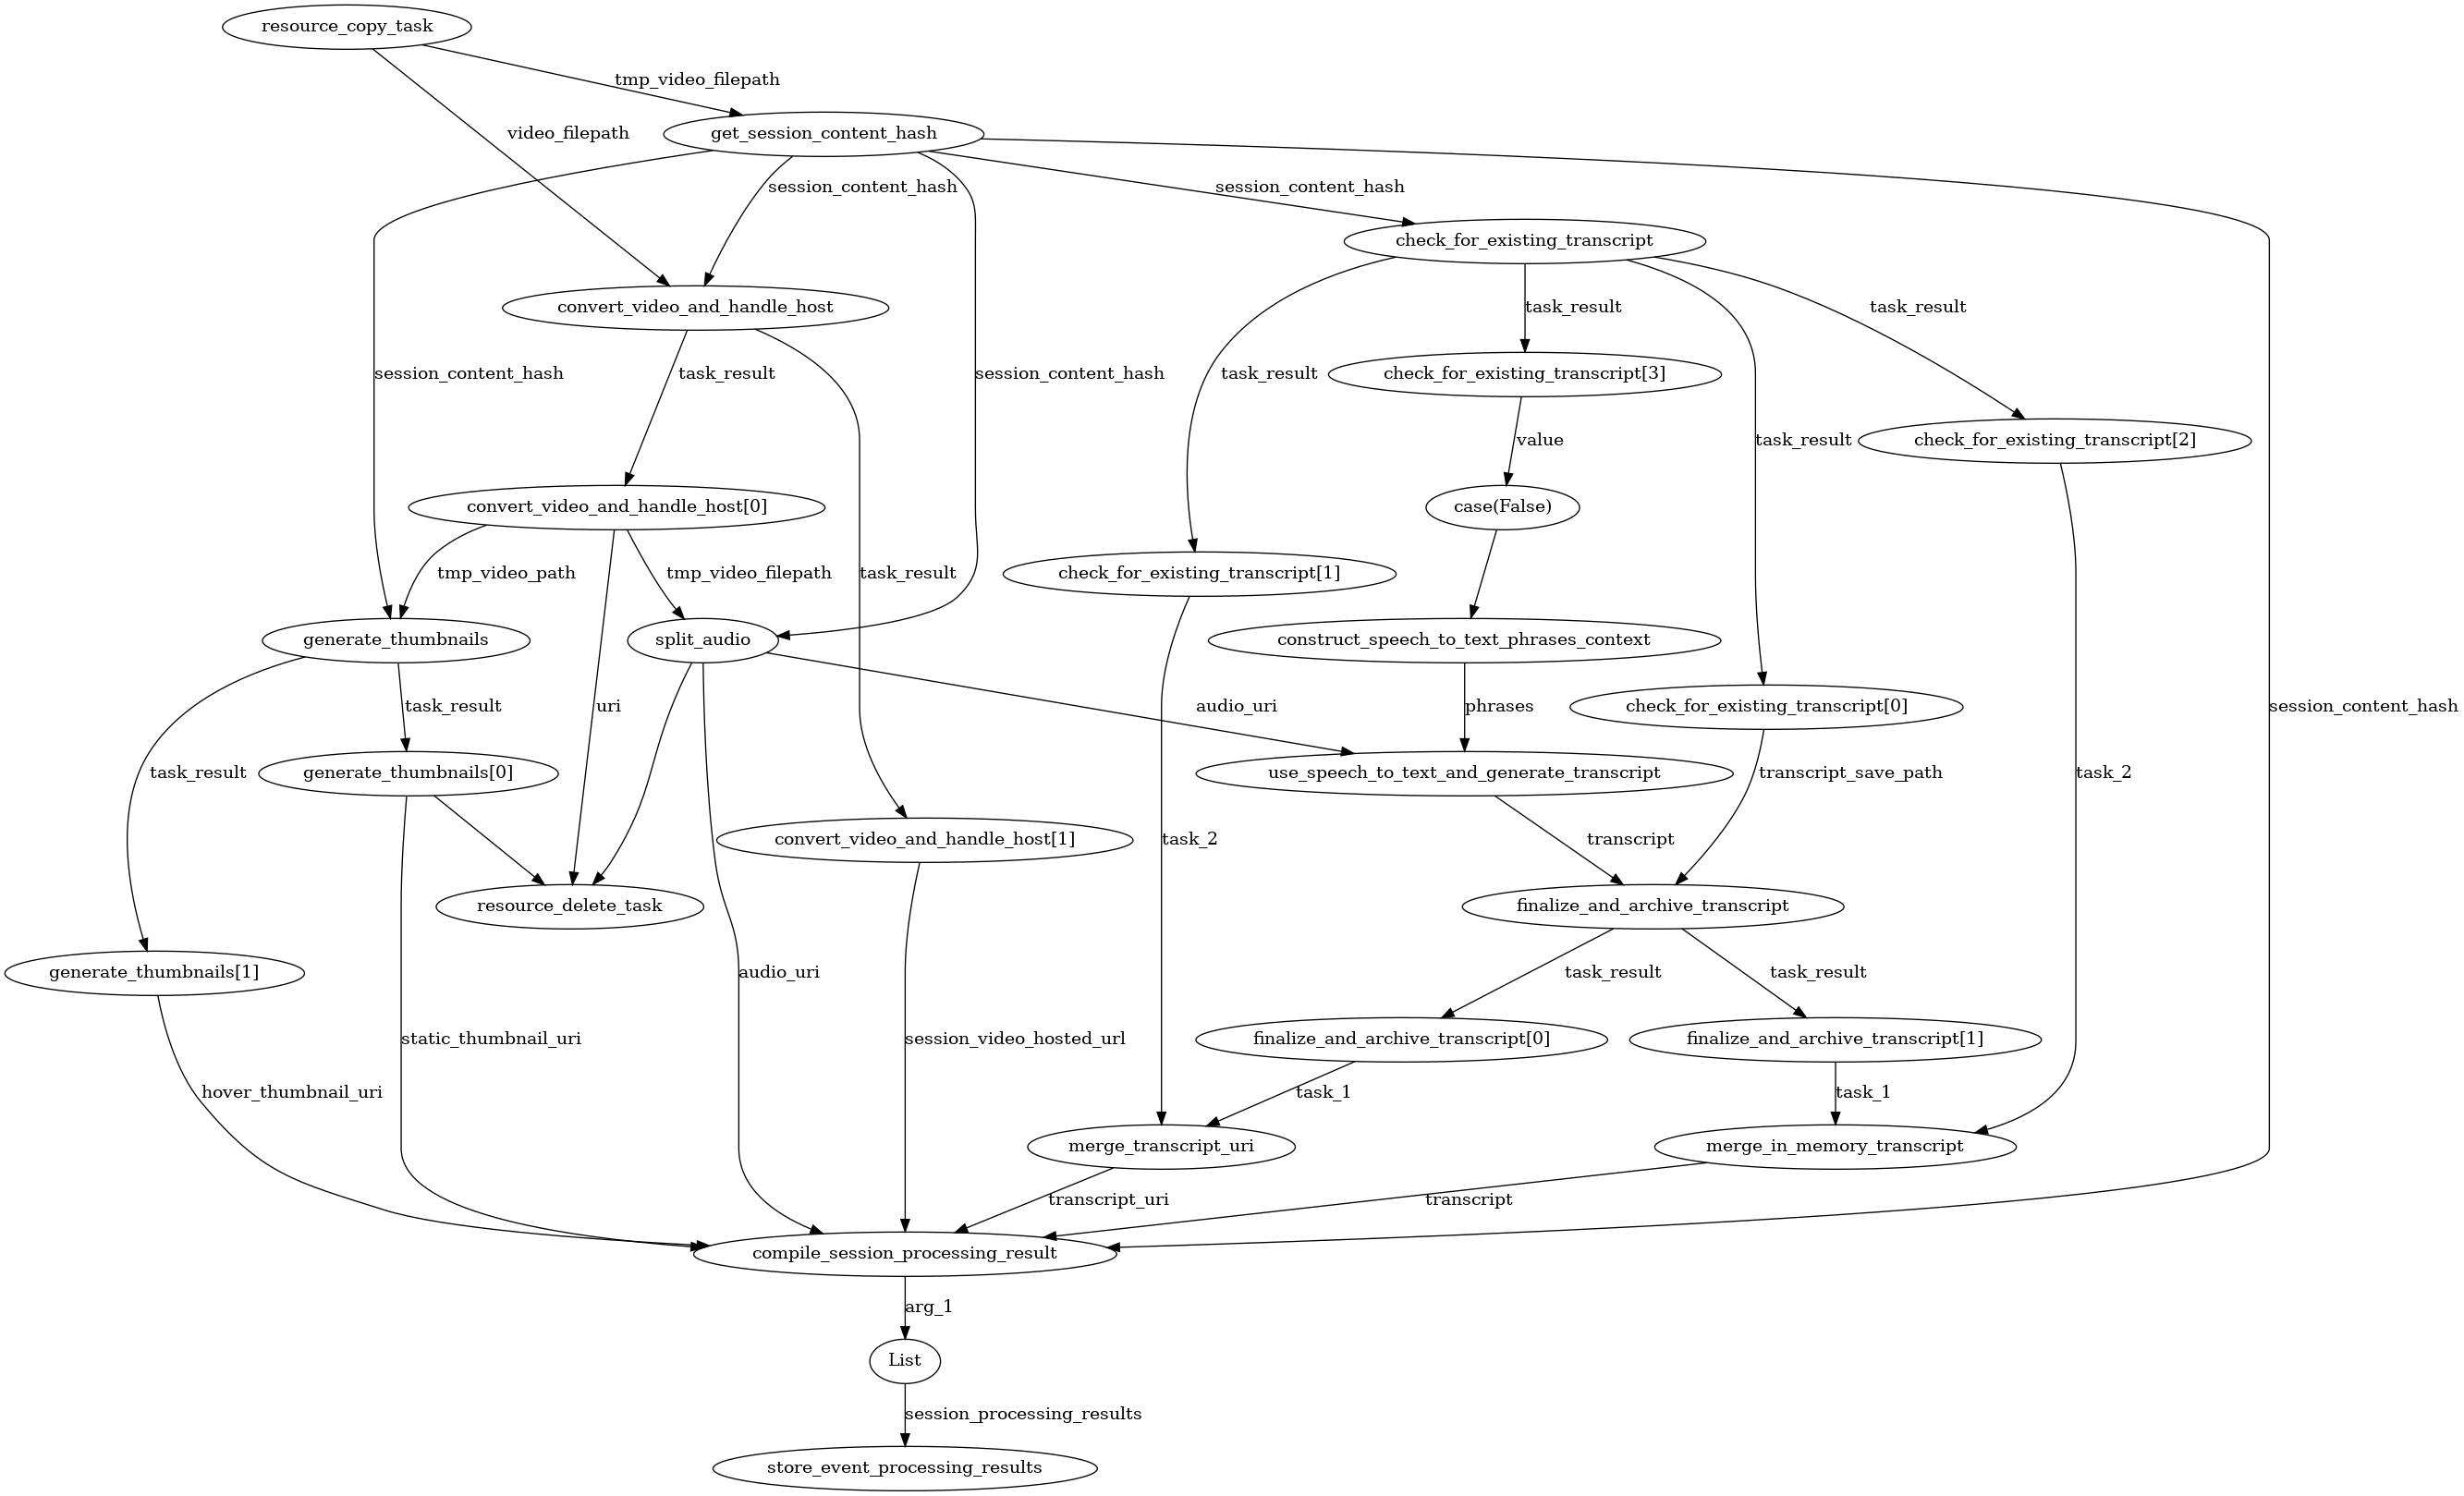 resource_copy_task
tmp_video_filepath
video_filepath
get_session_content_hash
session_content_hash
session_content_hash
check_for_existing_transcript
convert_video_and_handle_host
task_result
task_result
session_content_hash
task_result
session_content_hash
task_result
check_for_existing_transcript[3]
task_result
check_for_existing_transcript[2]
value
convert_video_and_handle_host[0]
case(False)
tmp_video_path
tmp_video_filepath
task_result
check_for_existing_transcript[1]
generate_thumbnails
split_audio
construct_speech_to_text_phrases_context
task_result
uri
audio_uri
phrases
check_for_existing_transcript[0]
session_content_hash
task_result
generate_thumbnails[0]
use_speech_to_text_and_generate_transcript
transcript_save_path
task_2
convert_video_and_handle_host[1]
task_2
transcript
resource_delete_task
finalize_and_archive_transcript
generate_thumbnails[1]
audio_uri
task_result
task_result
static_thumbnail_uri
session_video_hosted_url
finalize_and_archive_transcript[0]
finalize_and_archive_transcript[1]
hover_thumbnail_uri
task_1
task_1
merge_transcript_uri
merge_in_memory_transcript
transcript_uri
transcript
compile_session_processing_result
arg_1
List
session_processing_results
store_event_processing_results